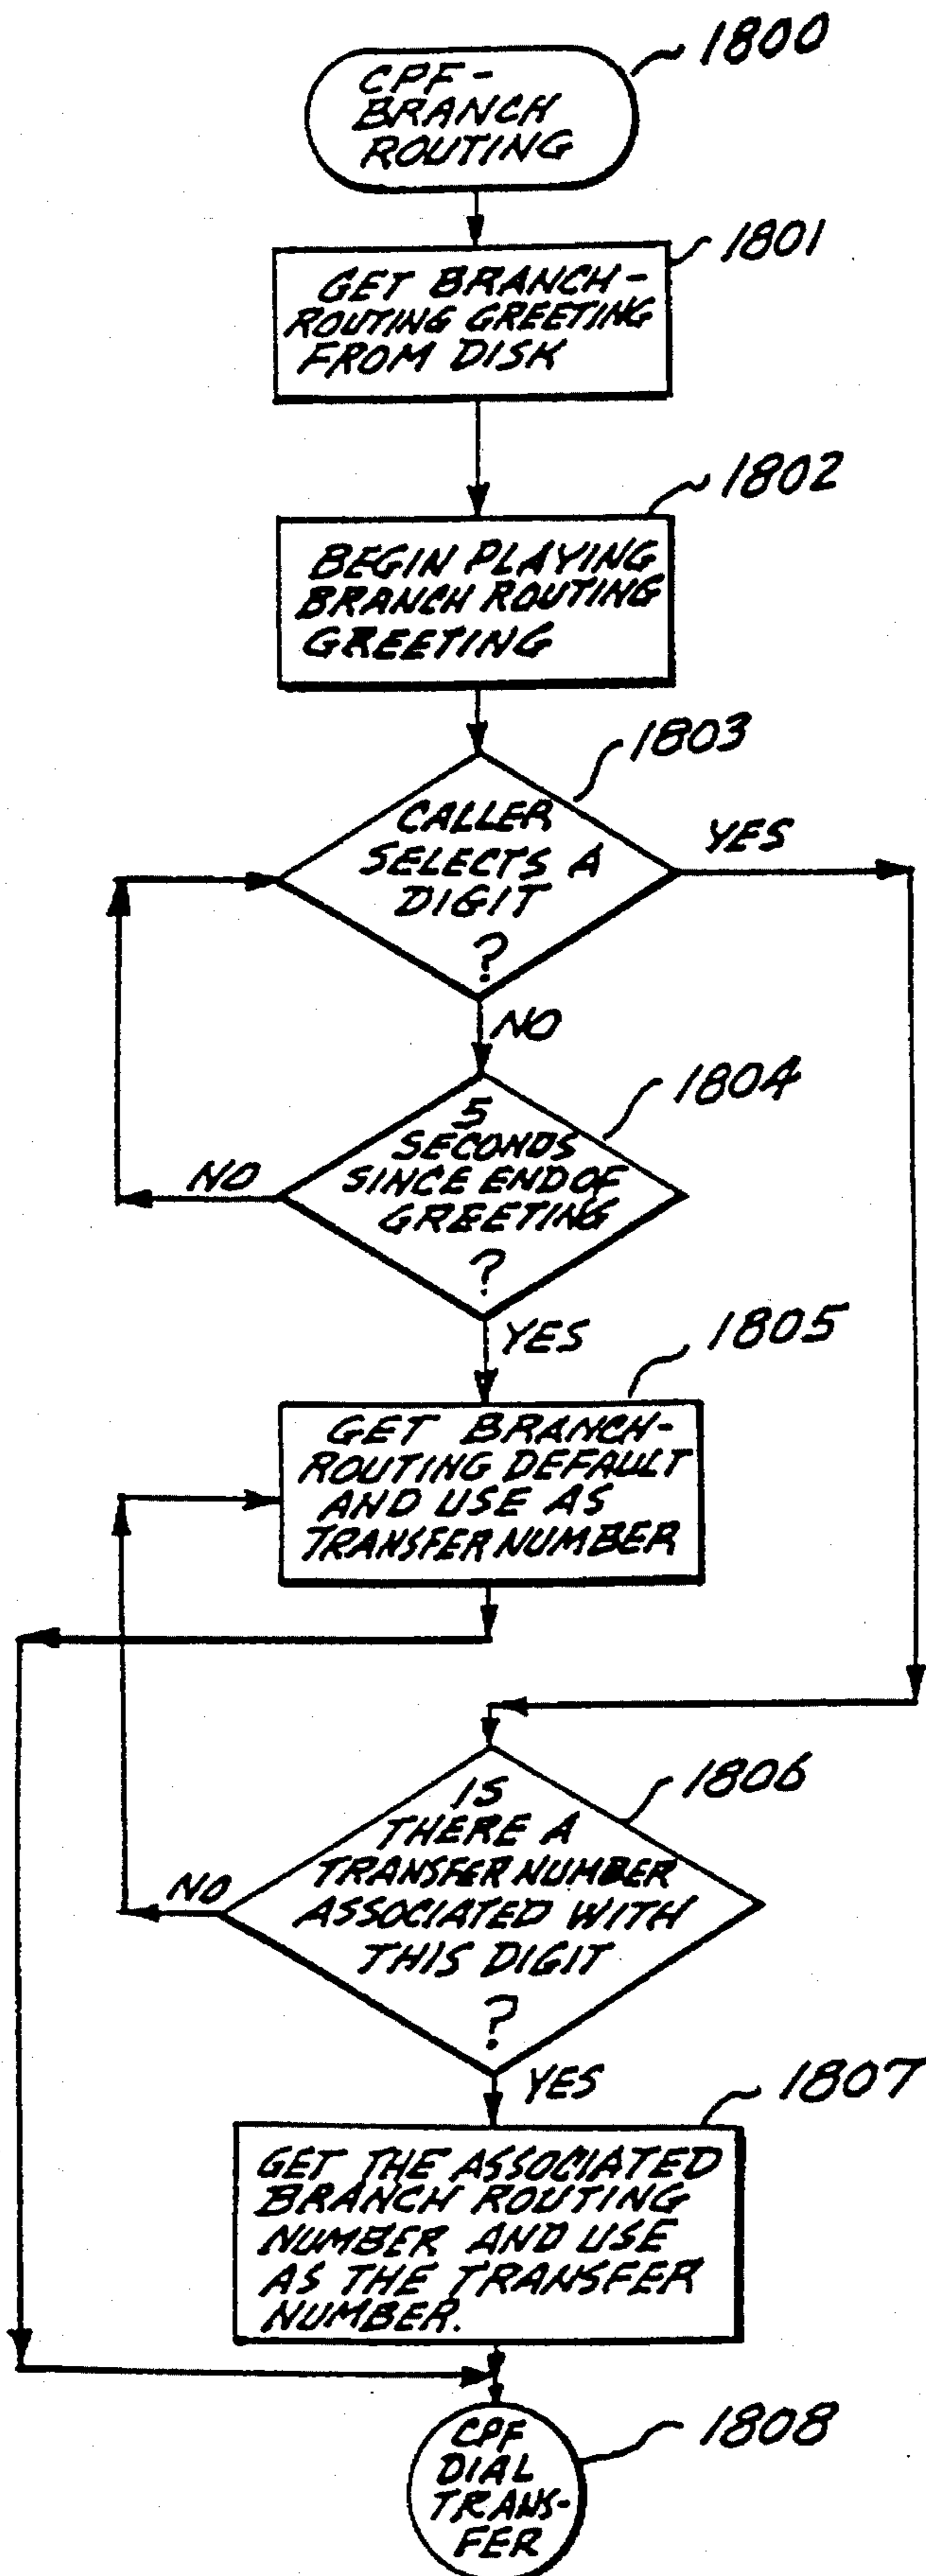 1800
CPF-
BRANCH
ROUTING
1801
GET BRANCH-
ROUTING GREETING
FROM DISK
1802
BEGIN PLAYING
BRANCH ROUTING
GREETING
1803
CALLER
SELECTS A
DIGIT
?
YES
NO
1804
5
SECONDS
SINCE END OF
GREETING
?
NO
YES
1805
GET BRANCH-
ROUTING DEFAULT
AND USE AS
TRANSFER NUMBER
1806
IS
THERE A
TRANSFER NUMBER
ASSOCIATED WITH
THIS DIGIT
?
NO
YES
1807
GET THE ASSOCIATED
BRANCH ROUTING
NUMBER AND USE
AS THE TRANSFER
NUMBER.
1808
CPF
DIAL
TRANS-
FER